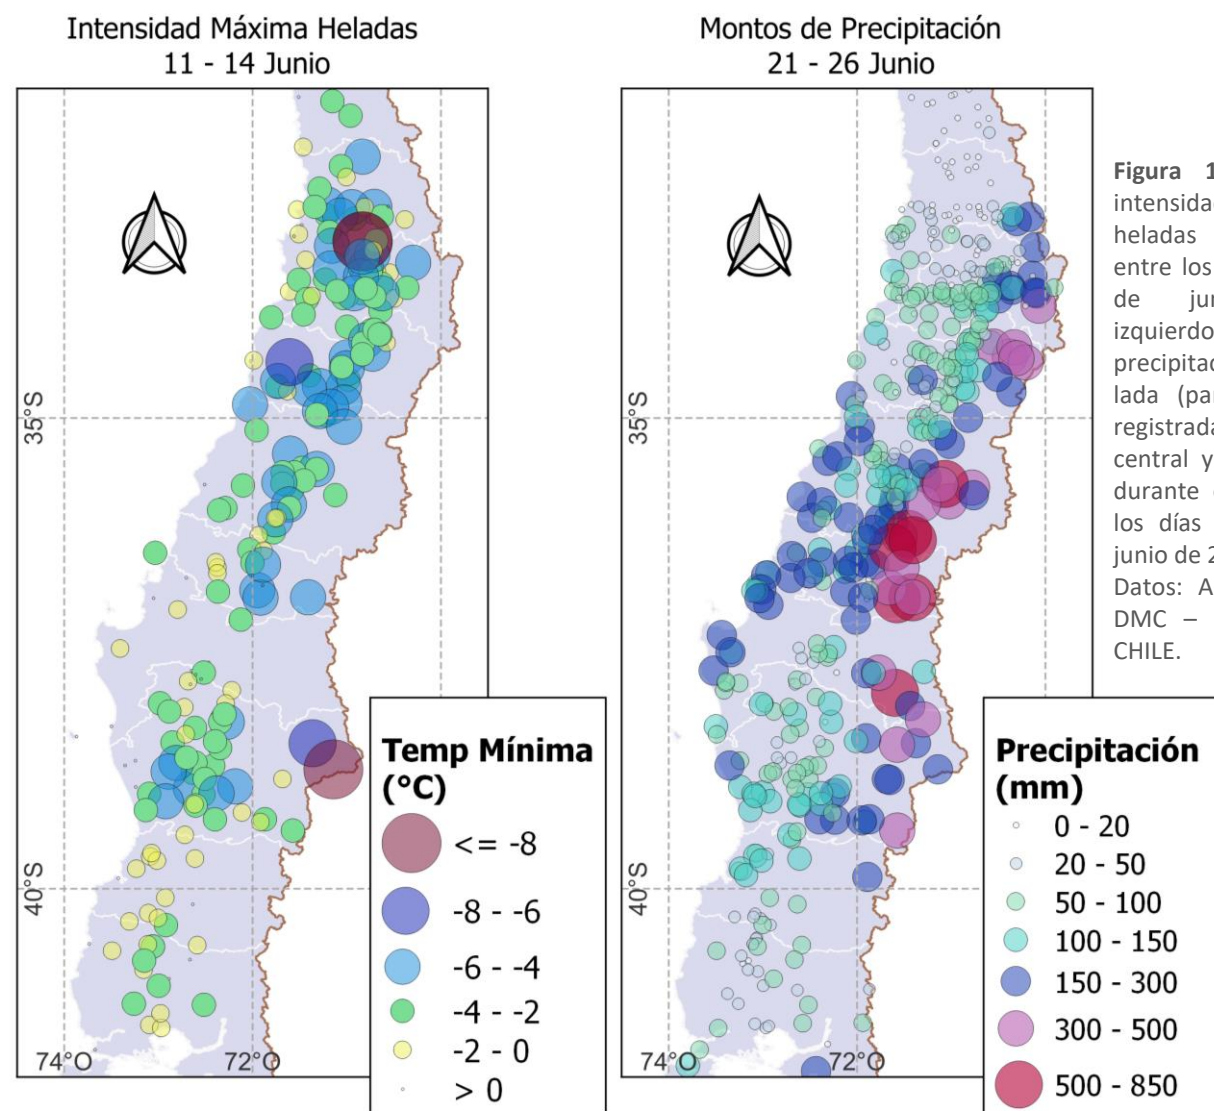 Intensidad Máxima Heladas
11 - 14 Junio
35°S
40°S
74°O
72°O
Temp Mínima
(°C)
<= -8
-8 - -6
-6 - -4
-4 - -2
-2 - 0
> 0
Montos de Precipitación
21 - 26 Junio
35°S
40°S
74°O
72°O
Precipitación
(mm)
0 - 20
20 - 50
50 - 100
100 - 150
150 - 300
300 - 500
500 - 850
Figura 1
intensida
heladas
entre los
de jun
izquierdo
precipitac
lada (par
registrada
central y
durante
los días
junio de 2
Datos: A
DMC –
CHILE.